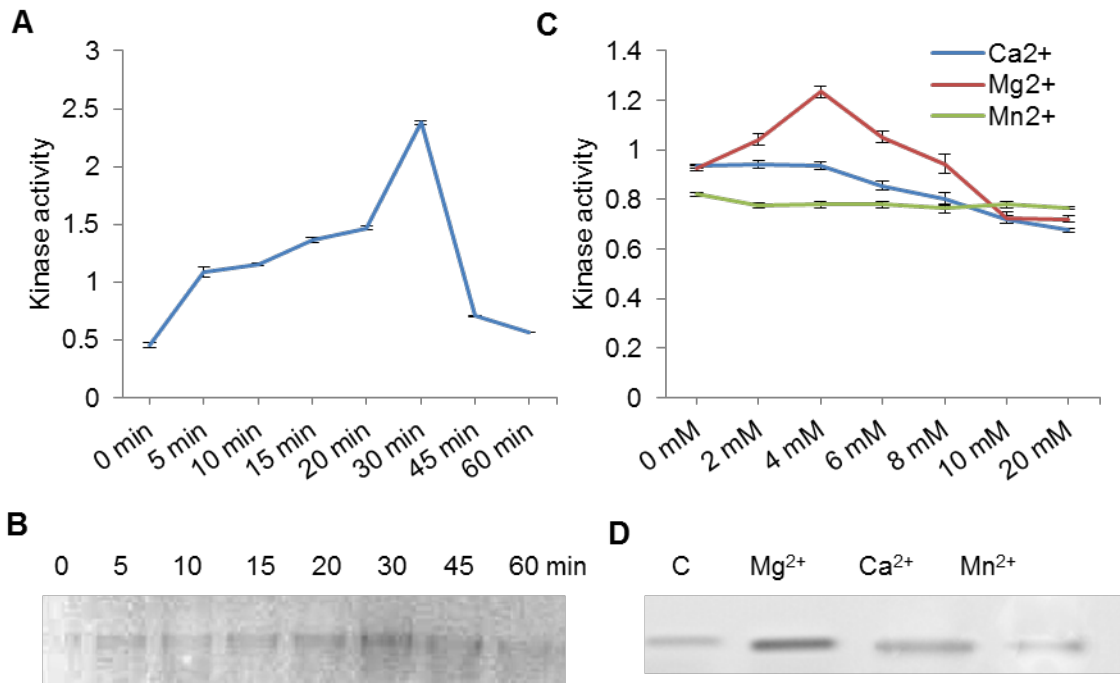 A
Kinase activity
3
2.5
2
1.5
1
0.5
0
0 min
5 min
10 min
15 min
20 min
30 min
45 min
60 min
C
Kinase activity
1.4
1.2
1
0.8
0.6
0.4
0.2
0
0 mM
2 mM
4 mM
6 mM
8 mM
10 mM
20 mM
Ca2+
Mg2+
Mn2+
B
0 5 10 15 20 30 45 60 min
D
C Mg²⁺ Ca²⁺ Mn²⁺